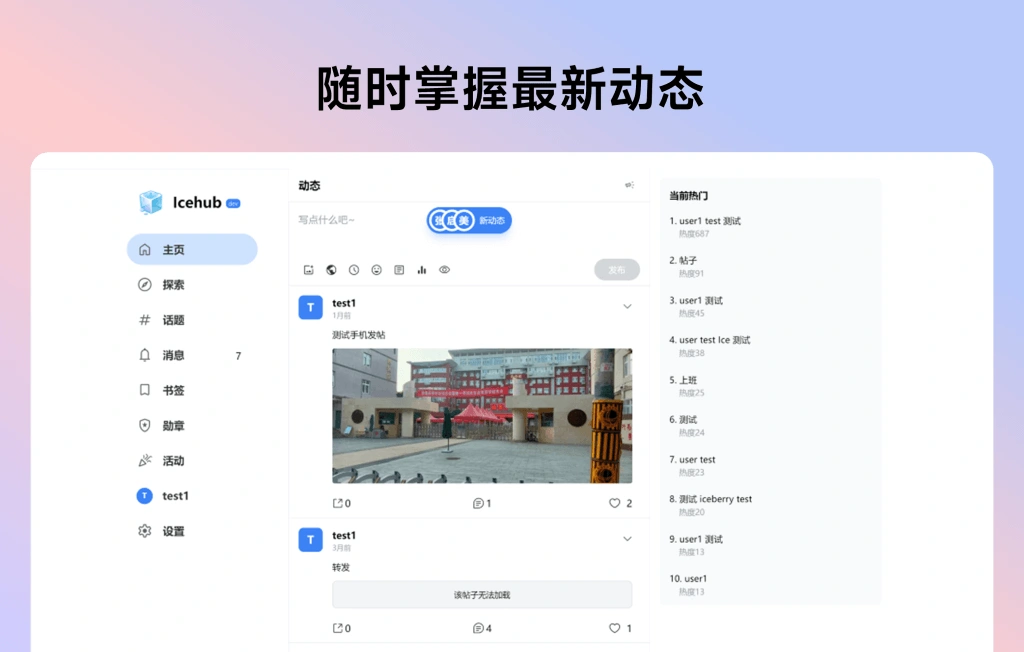 随时掌握最新动态
Icehub dev
主页
探索
# 话题
消息 7
书签
勋章
活动
T test1
设置
动态
写点什么吧~
张 启 美 新动态
发布
T test1
1月前
测试手机发帖
0 1 2
T test1
3月前
转发
该帖子无法加载
0 4 1
当前热门
1. user1 test 测试
热度687
2. 帖子
热度91
3. user1 测试
热度45
4. user test Ice 测试
热度38
5. 上班
热度25
6. 测试
热度24
7. user test
热度23
8. 测试 iceberry test
热度20
9. user1 测试
热度13
10. user1
热度13